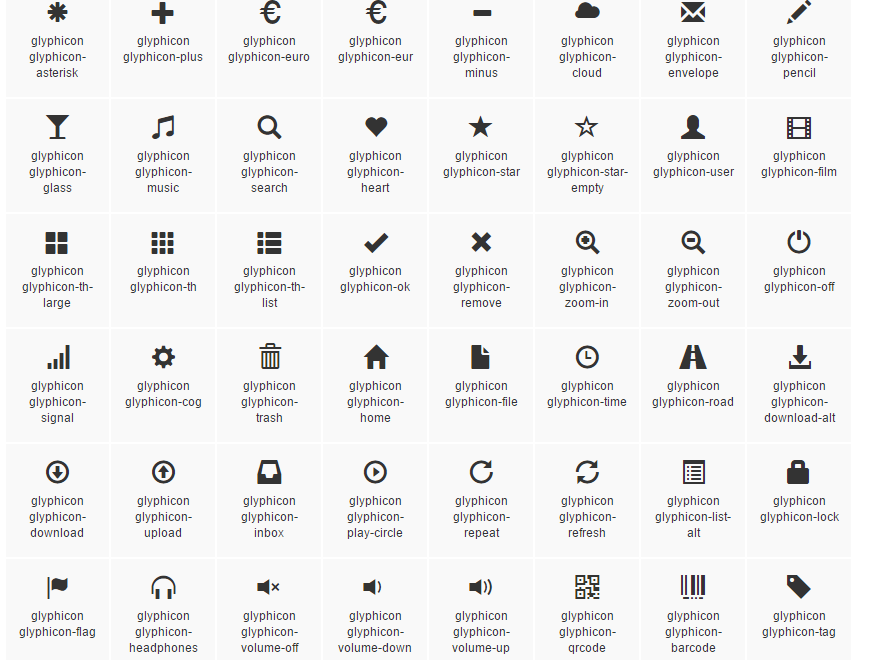 glyphicon
glyphicon-
asterisk
glyphicon
glyphicon-plus
glyphicon
glyphicon-euro
glyphicon
glyphicon-eur
glyphicon
glyphicon-
minus
glyphicon
glyphicon-
cloud
glyphicon
glyphicon-
envelope
glyphicon
glyphicon-
pencil
glyphicon
glyphicon-
glass
glyphicon
glyphicon-
music
glyphicon
glyphicon-
search
glyphicon
glyphicon-
heart
glyphicon
glyphicon-star
glyphicon
glyphicon-star-
empty
glyphicon
glyphicon-user
glyphicon
glyphicon-film
glyphicon
glyphicon-th-
large
glyphicon
glyphicon-th
glyphicon
glyphicon-th-
list
glyphicon
glyphicon-ok
glyphicon
glyphicon-
remove
glyphicon
glyphicon-
zoom-in
glyphicon
glyphicon-
zoom-out
glyphicon
glyphicon-off
glyphicon
glyphicon-
signal
glyphicon
glyphicon-cog
glyphicon
glyphicon-
trash
glyphicon
glyphicon-
home
glyphicon
glyphicon-file
glyphicon
glyphicon-time
glyphicon
glyphicon-road
glyphicon
glyphicon-
download-alt
glyphicon
glyphicon-
download
glyphicon
glyphicon-
upload
glyphicon
glyphicon-
inbox
glyphicon
glyphicon-
play-circle
glyphicon
glyphicon-
repeat
glyphicon
glyphicon-
refresh
glyphicon
glyphicon-list-
alt
glyphicon
glyphicon-lock
glyphicon
glyphicon-flag
glyphicon
glyphicon-
headphones
glyphicon
glyphicon-
volume-off
glyphicon
glyphicon-
volume-down
glyphicon
glyphicon-
volume-up
glyphicon
glyphicon-
qrcode
glyphicon
glyphicon-
barcode
glyphicon
glyphicon-tag